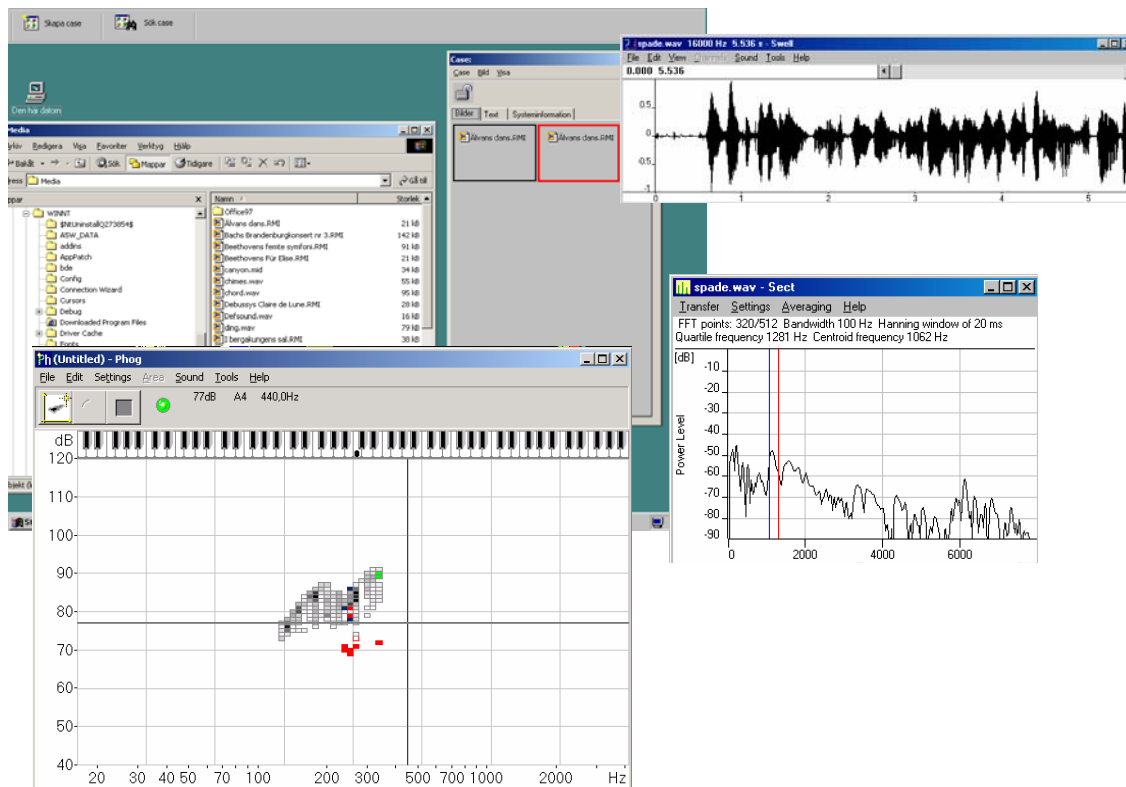 Skapa case
Sök case
Den här datorn
Media
Arkiv Redigera Visa Favoriter Verktyg Hjälp
Bakåt Sök Mappar Tidigare
Media Gå till
WINNT
$NtUninstallQ273854$
ASW_DATA
addins
AppPatch
bde
Config
Connection Wizard
Cursors
Debug
Downloaded Program Files
Driver Cache
Fonts
Namn Storlek
Office97
Älvans dans.RMI 21 kB
Bachs Brandenburgkonsert nr 3.RMI 142 kB
Beethovens femte symfoni.RMI 91 kB
Beethovens Für Elise.RMI 21 kB
canyon.mid 34 kB
chimes.wav 55 kB
chord.wav 95 kB
Debussys Claire de Lune.RMI 28 kB
Defsound.wav 16 kB
ding.wav 79 kB
I bergakungens sal.RMI 38 kB
Case:
Case Bild Visa
Bilder Text Systeminformation
Älvans dans.RMI Älvans dans.RMI
spade.wav 16000 Hz 5.536 s - Swell
File Edit View Channels Sound Tools Help
0.000 5.536
0.5
0
-0.5
-1
0 1 2 3 4 5
spade.wav - Sect
Transfer Settings Averaging Help
FFT points: 320/512 Bandwidth 100 Hz Hanning window of 20 ms
Quartile frequency 1281 Hz Centroid frequency 1062 Hz
[dB]
-10
-20
-30
-40
-50
-60
-70
-80
-90
Power Level
0 2000 4000 6000
(Untitled) - Phog
File Edit Settings Area Sound Tools Help
77dB A4 440,0Hz
dB
120
110
100
90
80
70
60
50
40
20 30 40 50 70 100 200 300 500 700 1000 2000 Hz